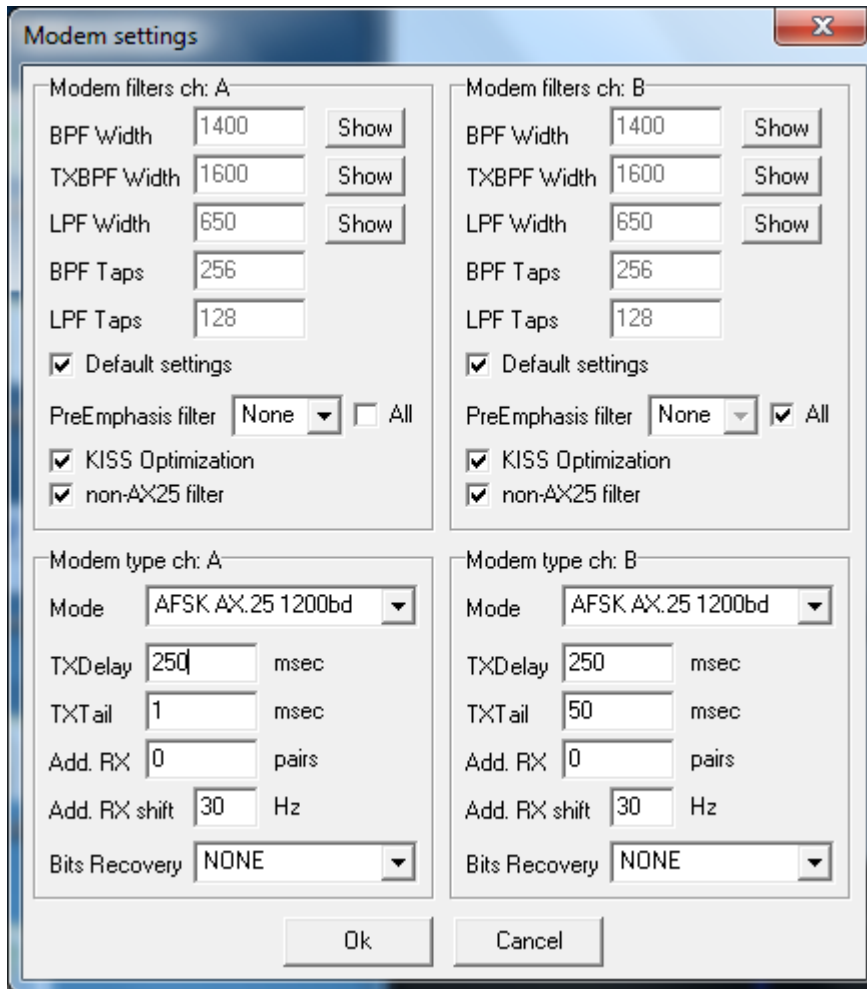 Modem settings
Modem filters ch: A
BPF Width 1400 Show
TXBPF Width 1600 Show
LPF Width 650 Show
BPF Taps 256
LPF Taps 128
Default settings
PreEmphasis filter None All
KISS Optimization
non-AX25 filter
Modem filters ch: B
BPF Width 1400 Show
TXBPF Width 1600 Show
LPF Width 650 Show
BPF Taps 256
LPF Taps 128
Default settings
PreEmphasis filter None All
KISS Optimization
non-AX25 filter
Modem type ch: A
Mode AFSK AX.25 1200bd
TXDelay 250 msec
TXTail 1 msec
Add. RX 0 pairs
Add. RX shift 30 Hz
Bits Recovery NONE
Modem type ch: B
Mode AFSK AX.25 1200bd
TXDelay 250 msec
TXTail 50 msec
Add. RX 0 pairs
Add. RX shift 30 Hz
Bits Recovery NONE
Ok Cancel